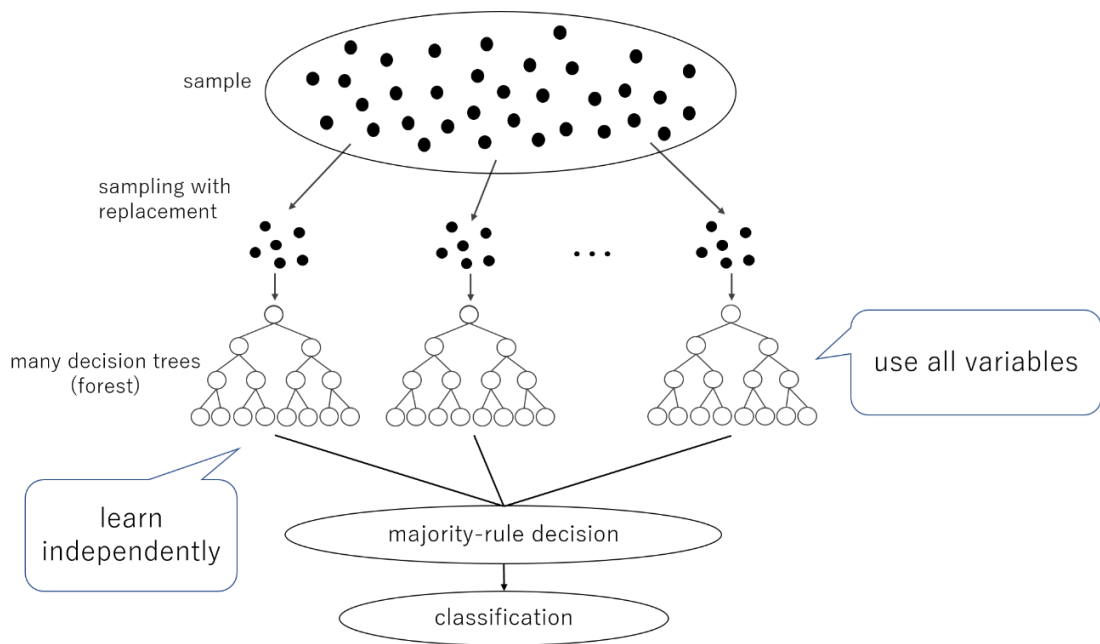 sample
sampling with
replacement
...
many decision trees
(forest)
use all variables
learn
independently
majority-rule decision
classification